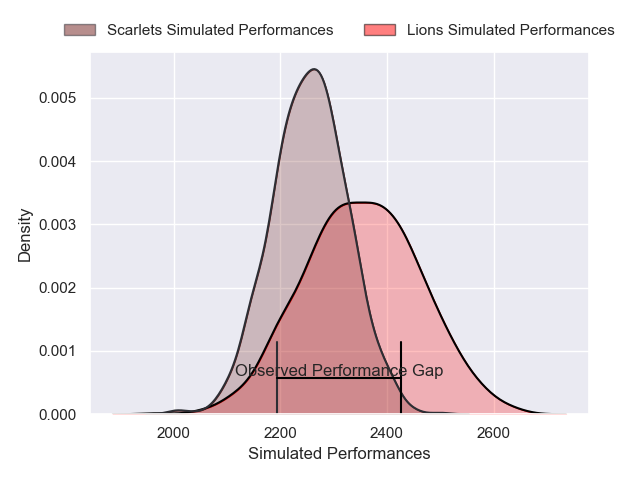 Scarlets Simulated Performances Lions Simulated Performances
0.005
0.004
0.003
0.002
0.001
0.000
Density
Observed Performance Gap
2000 2200 2400 2600
Simulated Performances